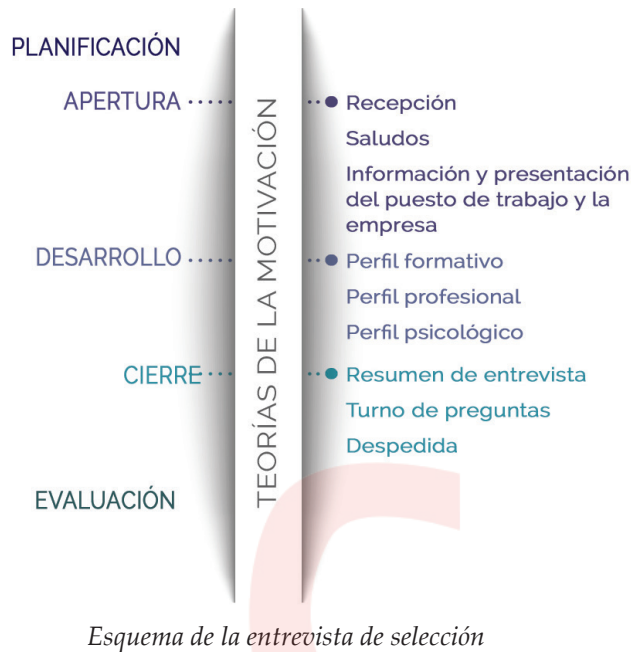 PLANIFICACIÓN
APERTURA
Recepción
Saludos
Información y presentación
del puesto de trabajo y la
empresa
DESARROLLO
Perfil formativo
Perfil profesional
Perfil psicológico
CIERRE
Resumen de entrevista
Turno de preguntas
Despedida
EVALUACIÓN
TEORÍAS DE LA MOTIVACIÓN
Esquema de la entrevista de selección